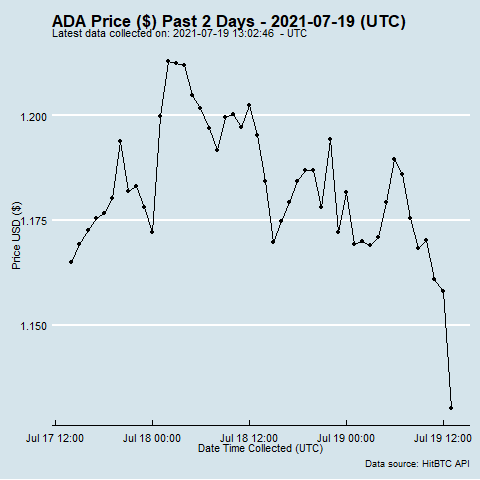 ADA Price ($) Past 2 Days - 2021-07-19 (UTC)
Latest data collected on: 2021-07-19 13:02:46  - UTC
1.200
1.175
1.150
Price USD ($)
Jul 17 12:00 Jul 18 00:00 Jul 18 12:00 Jul 19 00:00 Jul 19 12:00
Date Time Collected (UTC)
Data source: HitBTC API